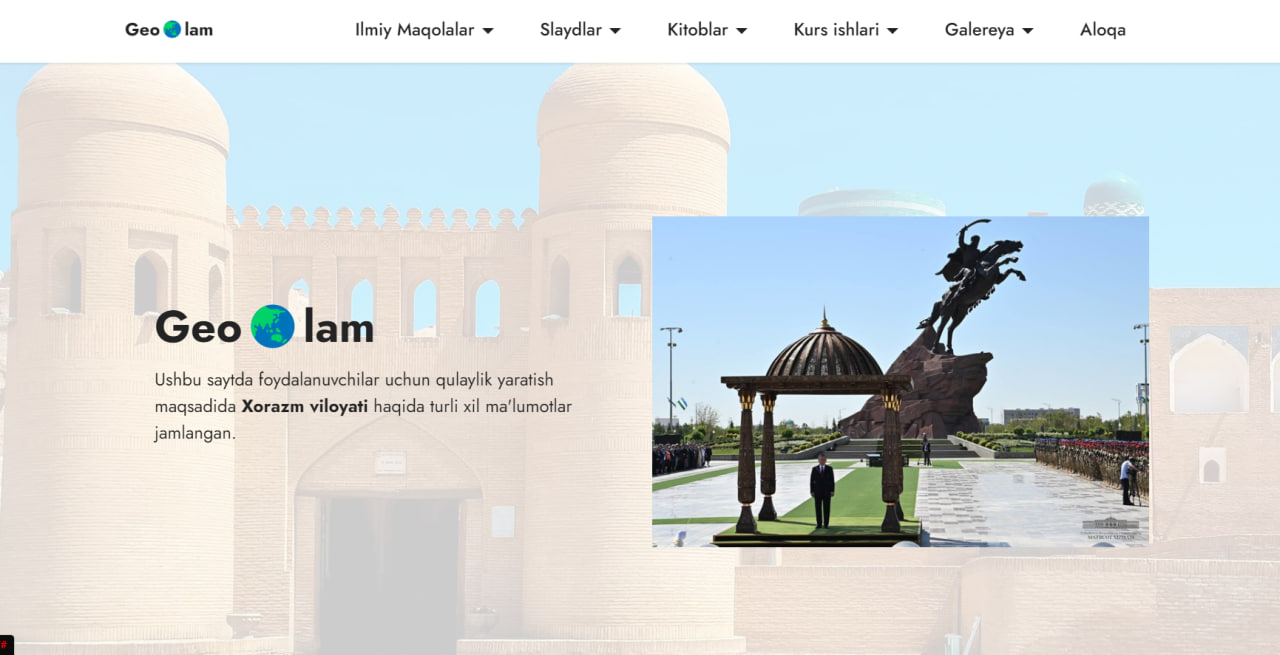 Geo lam
Ilmiy Maqolalar
Slaydlar
Kitoblar
Kurs ishlari
Galereya
Aloqa
Geo lam
Ushbu saytda foydalanuvchilar uchun qulaylik yaratish
maqsadida Xorazm viloyati haqida turli xil ma'lumotlar
jamlangan.
#